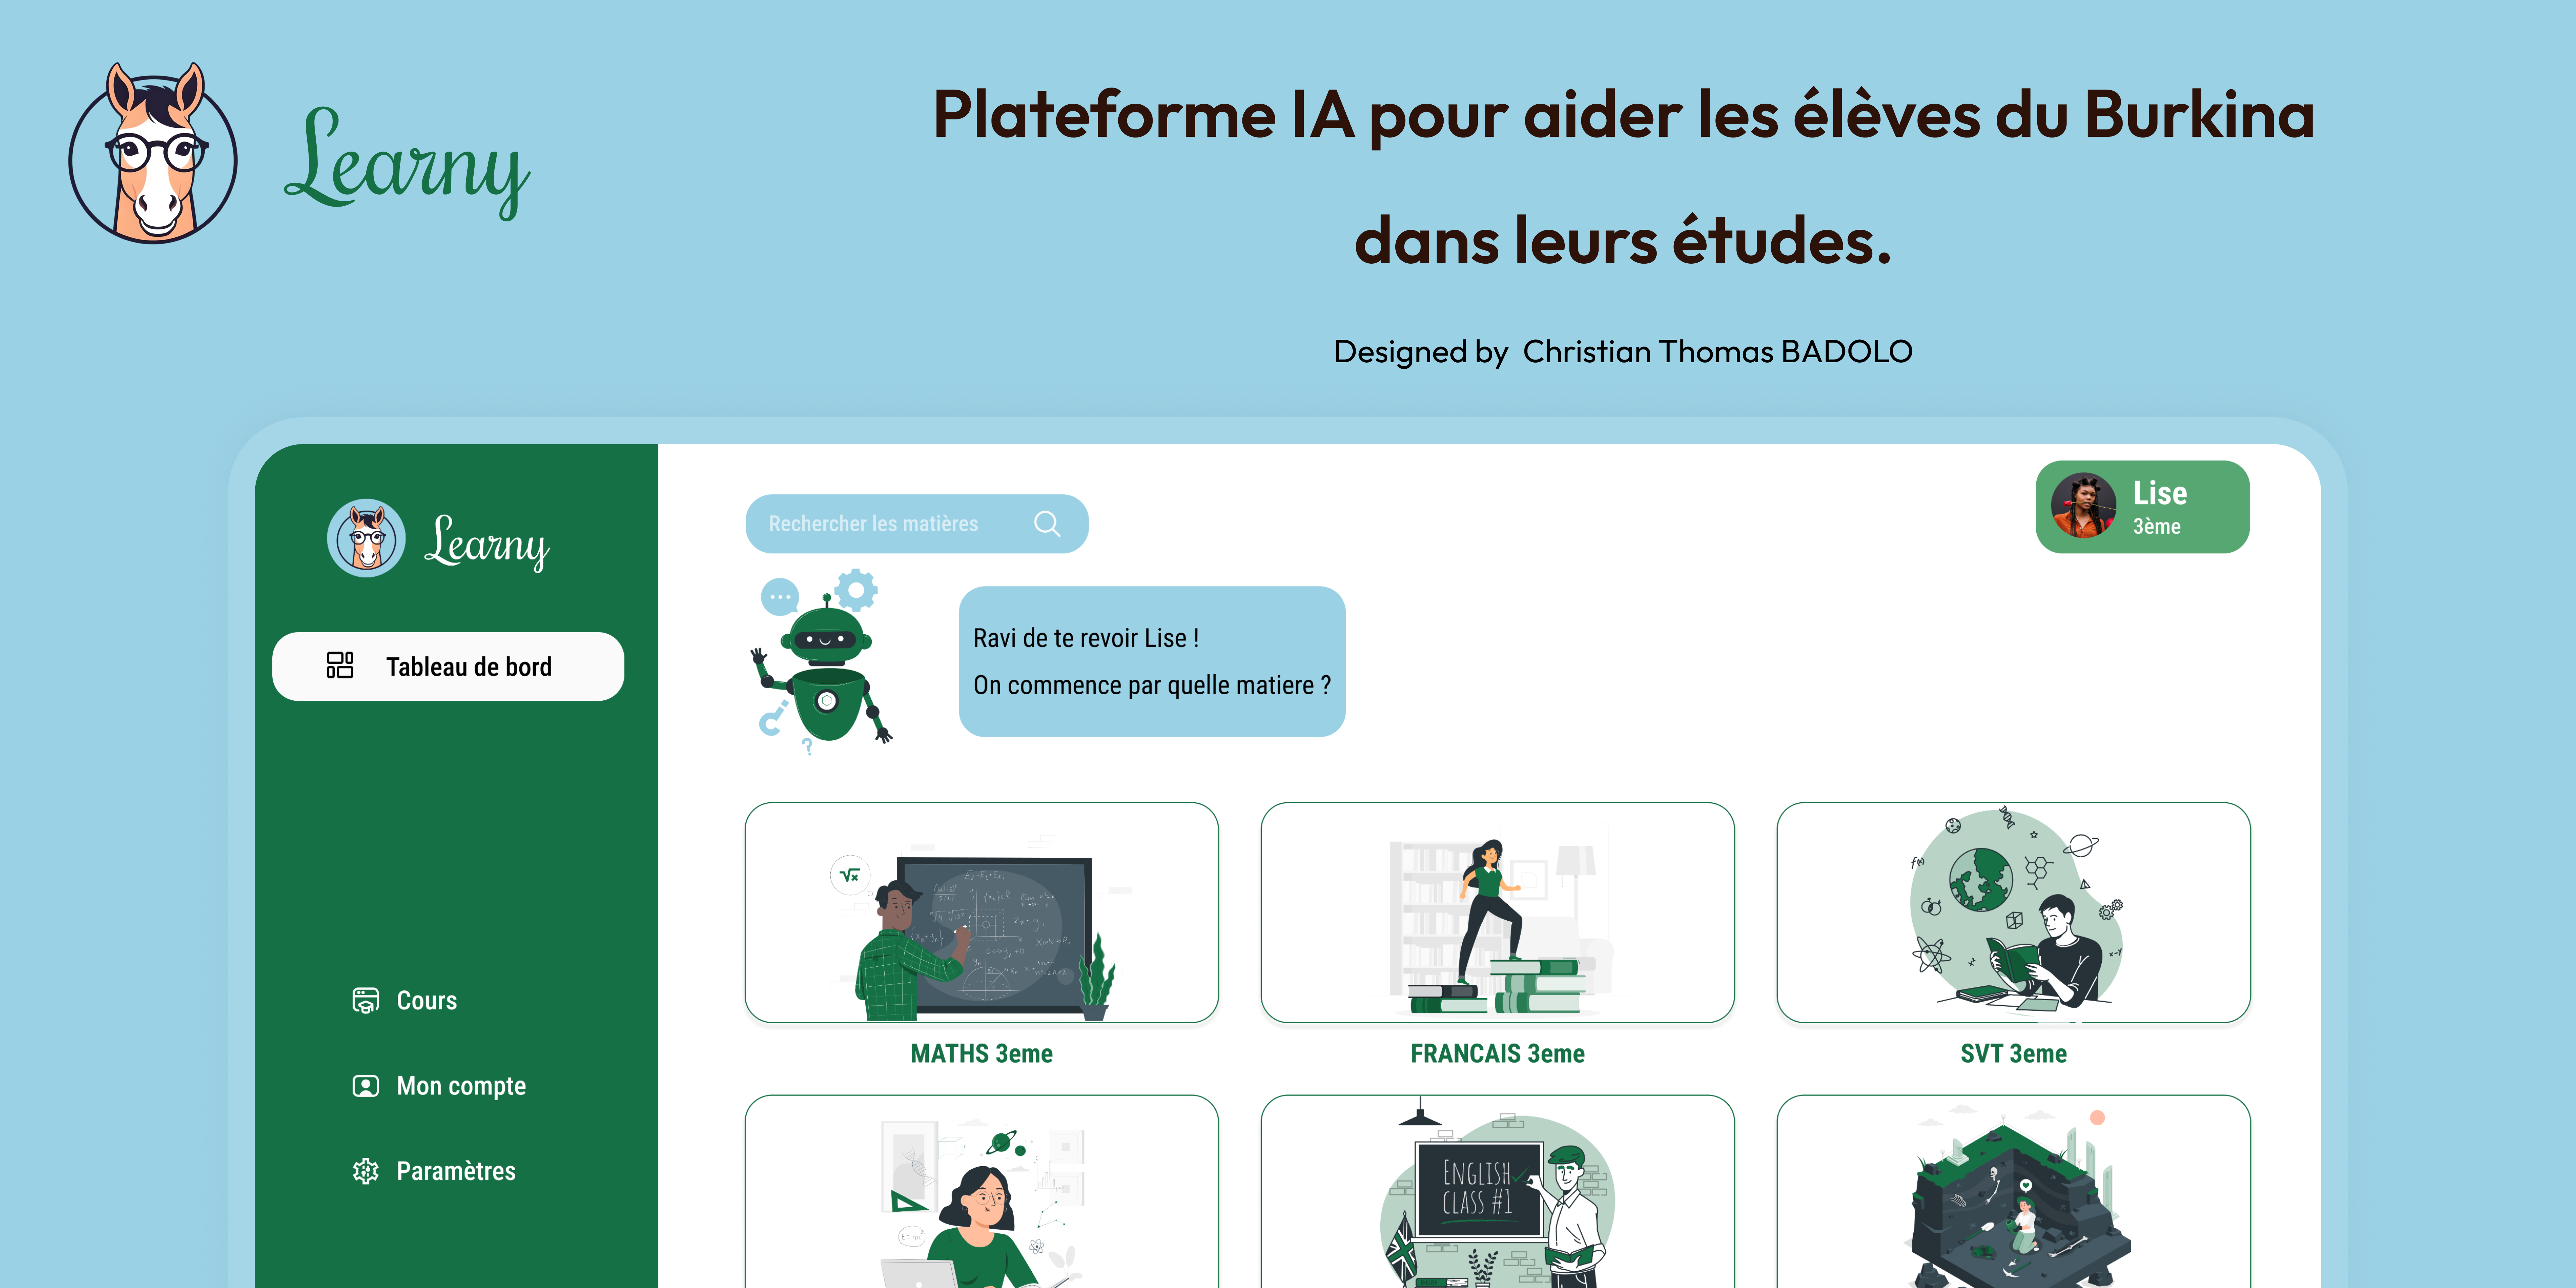 Learny
Plateforme IA pour aider les élèves du Burkina
dans leurs études.
Designed by Christian Thomas BADOLO
Learny
Rechercher les matières
Lise
3ème
Tableau de bord
Ravi de te revoir Lise !
On commence par quelle matiere ?
√x
MATHS 3eme
FRANCAIS 3eme
SVT 3eme
Cours
Mon compte
Paramètres
ENGLISH
CLASS #1